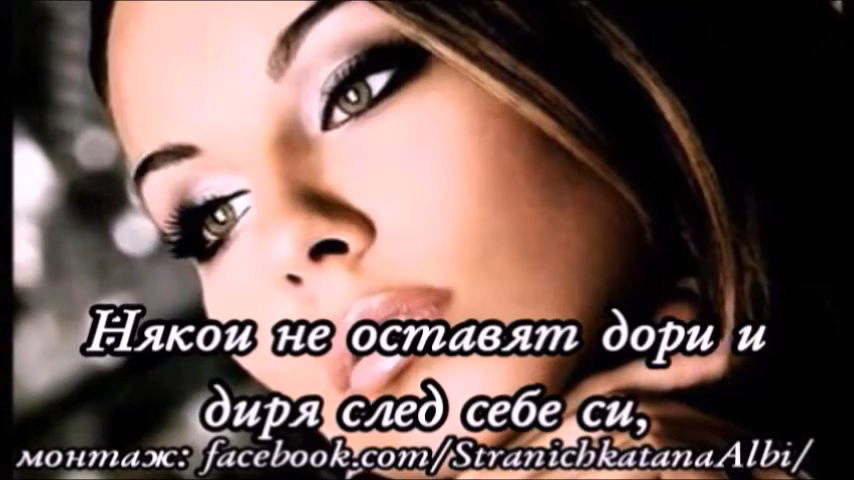 Някои не оставят дори и
диря след себе си,
монтаж: facebook.com/StranichkatanaAlbi/